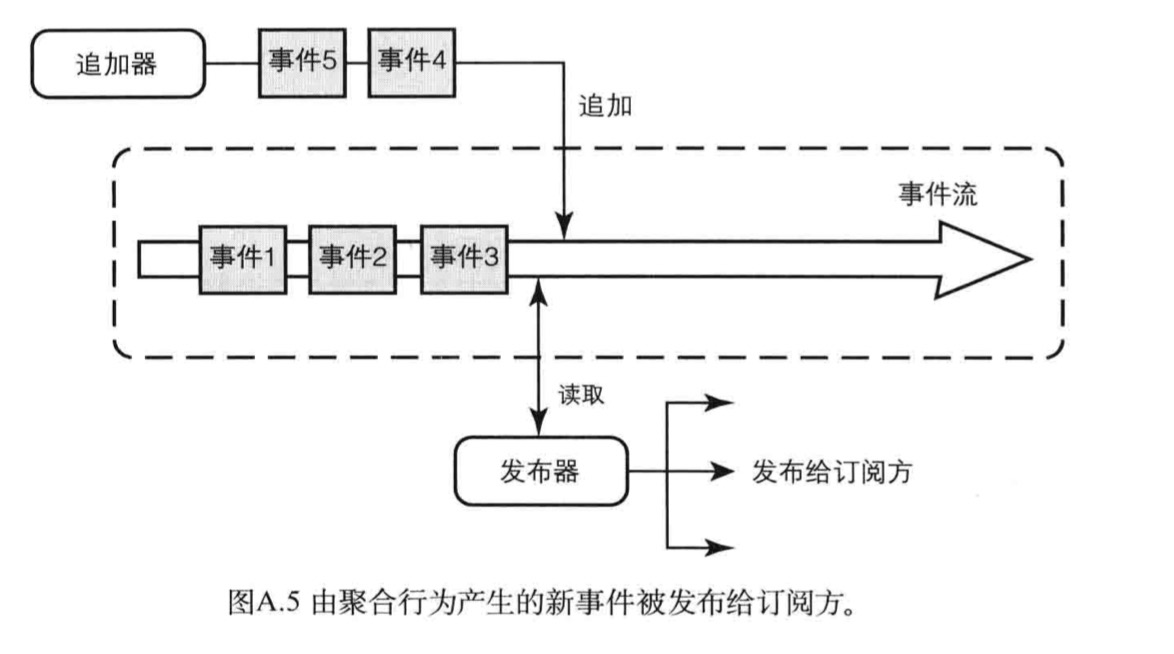 追加器
事件5
事件4
追加
事件流
事件1
事件2
事件3
读取
发布器
发布给订阅方
图A.5 由聚合行为产生的新事件被发布给订阅方。